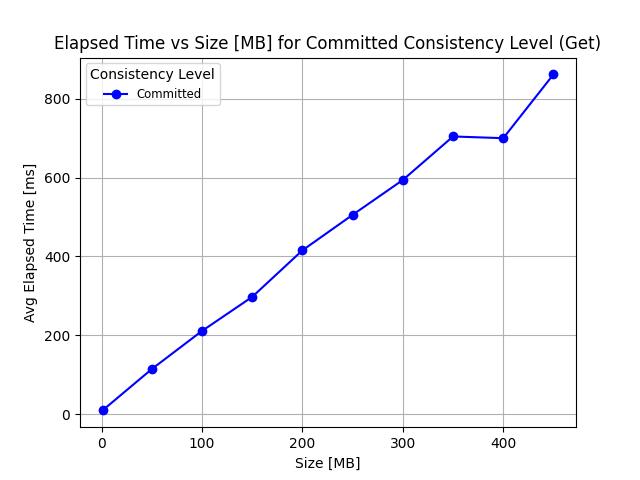 Elapsed Time vs Size [MB] for Committed Consistency Level (Get)
Consistency Level
Committed
Avg Elapsed Time [ms]
800
600
400
200
0
0 100 200 300 400
Size [MB]